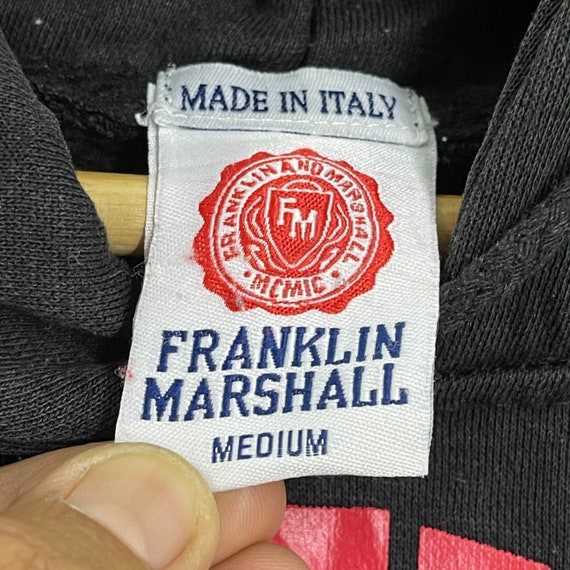 MADE IN ITALY
FRANKLIN AND MARSHALL
FM
MCMIC
FRANKLIN
MARSHALL
MEDIUM